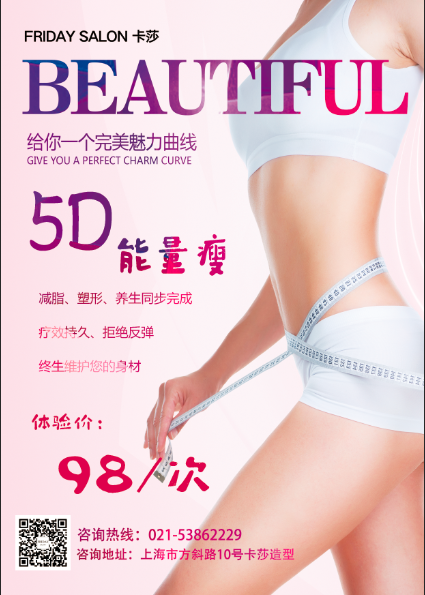 FRIDAY SALON 卡莎
BEAUTIFUL
给你一个完美魅力曲线
GIVE YOU A PERFECT CHARM CURVE
5D能量瘦
减脂、塑形、养生同步完成
疗效持久、拒绝反弹
终生维护您的身材
体验价：
98/次
咨询热线：021-53862229
咨询地址：上海市方斜路10号卡莎造型